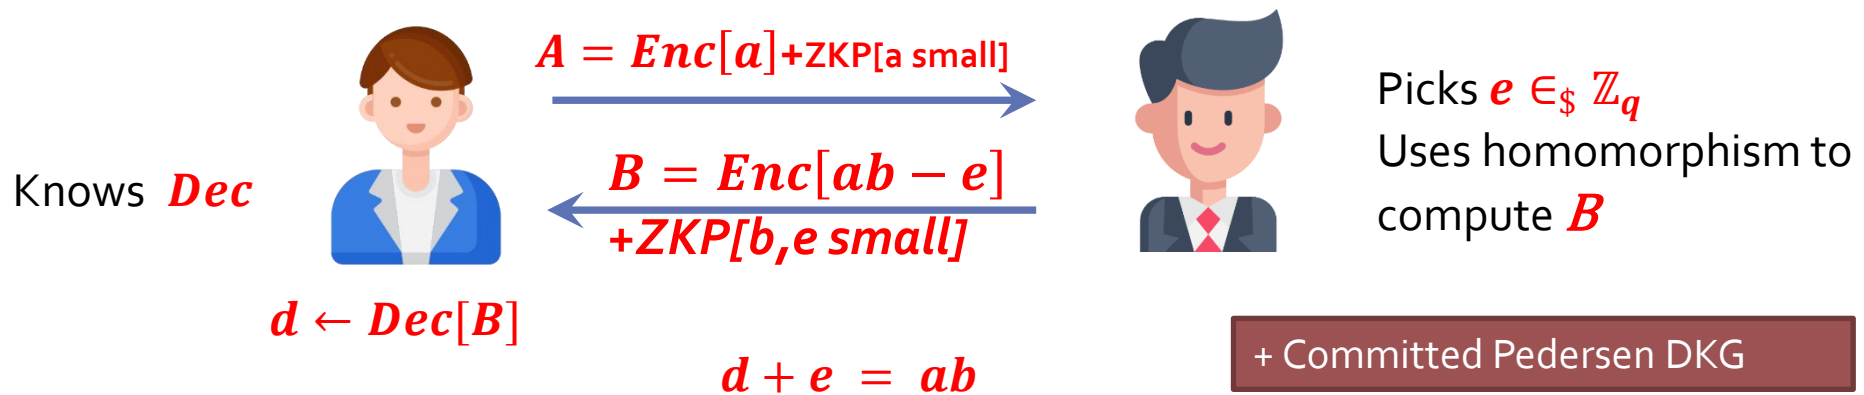 A = Enc[a]+ZKP[a small]
Knows Dec
B = Enc[ab − e]
+ZKP[b,e small]
Picks e ∈$ ℤq
Uses homomorphism to
compute B
d ← Dec[B]
d + e = ab
+ Committed Pedersen DKG